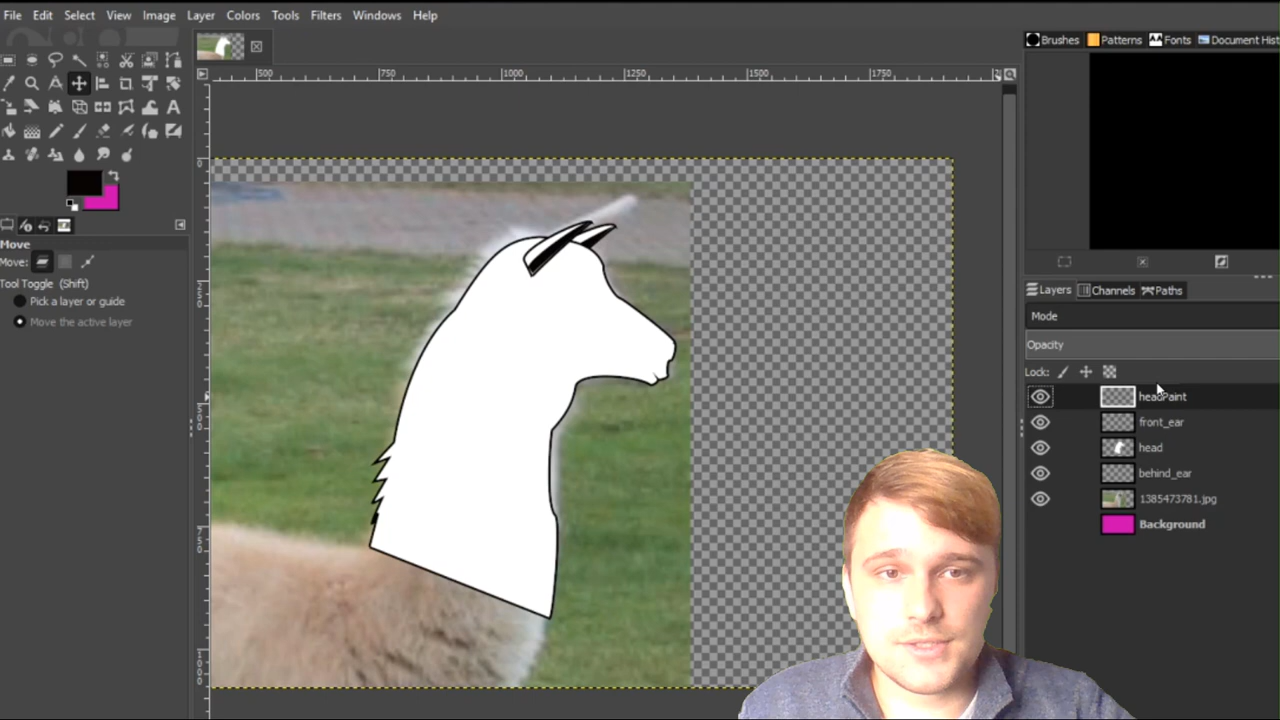 File Edit Select View Image Layer Colors Tools Filters Windows Help
Brushes Patterns Fonts Document Hist
500 750 1000 1250 1500 1750
Move
Move:
Tool Toggle (Shift)
Pick a layer or guide
Move the active layer
Layers Channels Paths
Mode
Opacity
Lock:
headPaint
front_ear
head
behind_ear
1385473781.jpg
Background